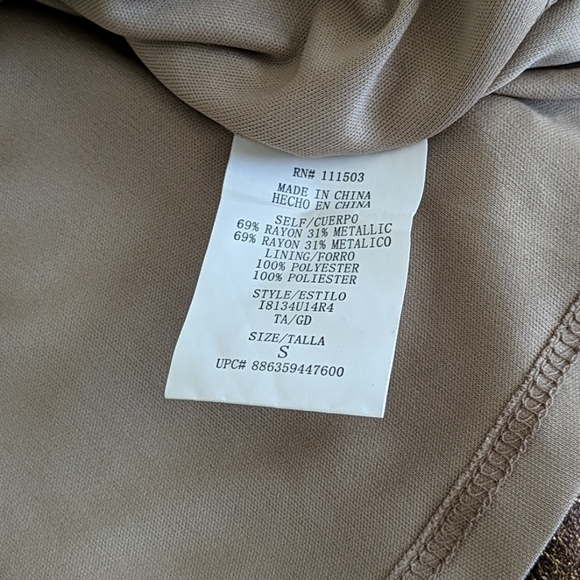 RN# 111503
MADE IN CHINA
HECHO EN CHINA
SELF/CUERPO
69% RAYON 31% METALLIC
69% RAYON 31% METALICO
LINING/FORRO
100% POLYESTER
100% POLIESTER
STYLE/ESTILO
I8134U14R4
TA/GD
SIZE/TALLA
S
UPC# 886359447600